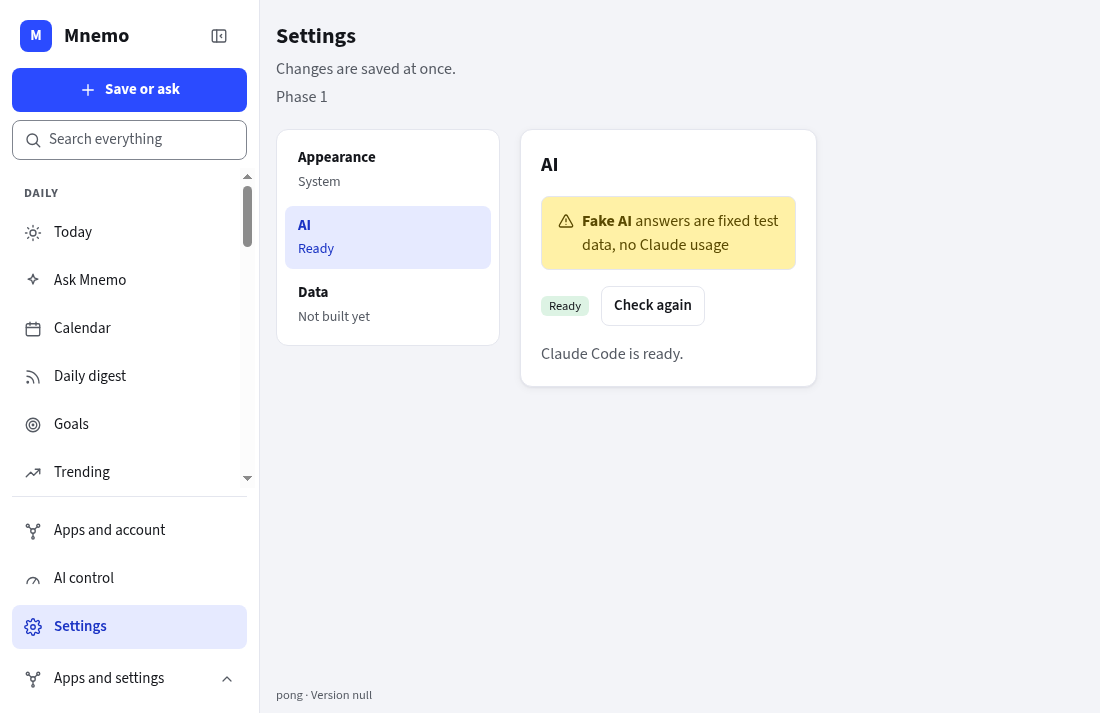 M Mnemo
Save or ask
Search everything
DAILY
Today
Ask Mnemo
Calendar
Daily digest
Goals
Trending
Apps and account
AI control
Settings
Apps and settings
Settings
Changes are saved at once.
Phase 1
Appearance
System
AI
Ready
Data
Not built yet
AI
Fake AI answers are fixed test
data, no Claude usage
Ready
Check again
Claude Code is ready.
pong · Version null